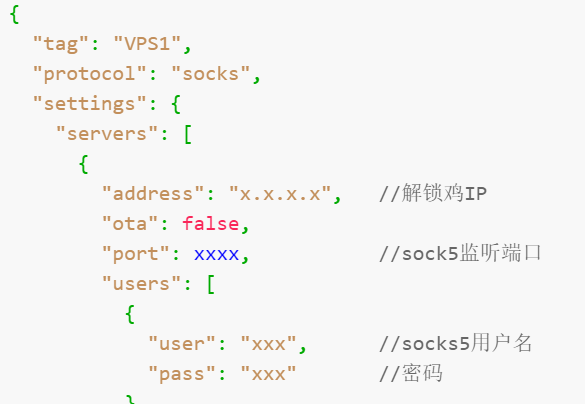 {
  "tag": "VPS1",
  "protocol": "socks",
  "settings": {
    "servers": [
      {
        "address": "x.x.x.x",   //解锁鸡IP
        "ota": false,
        "port": xxxx,            //sock5监听端口
        "users": [
          {
            "user": "xxx",      //socks5用户名
            "pass": "xxx"       //密码
          }